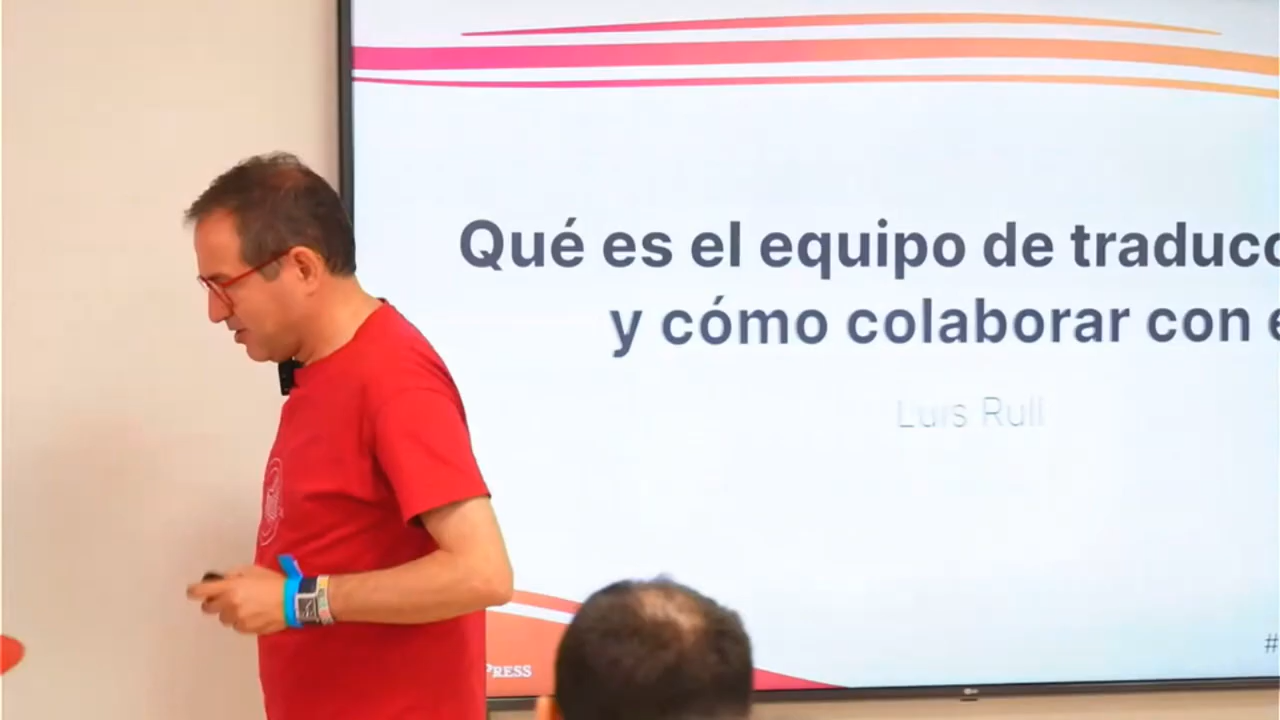 Qué es el equipo de traducc
y cómo colaborar con e
Luis Rull
PRESS
#